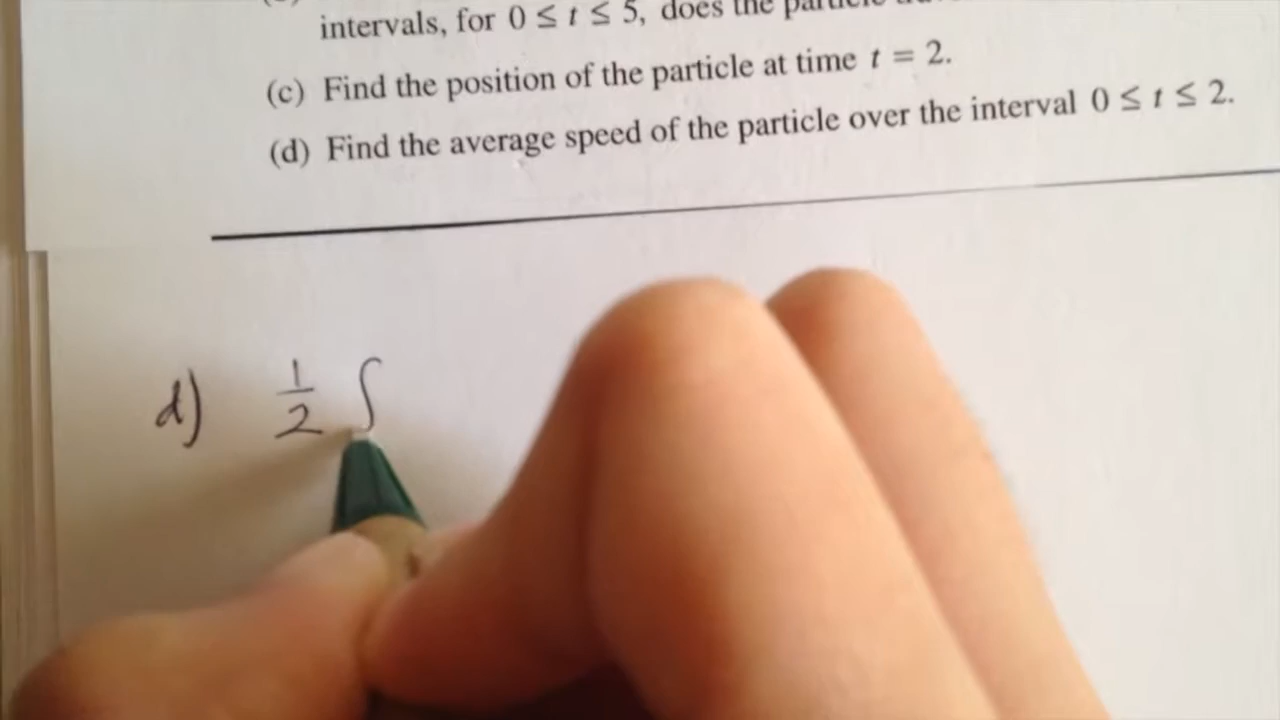 intervals, for 0 ≤ t ≤ 5, does the particle
(c) Find the position of the particle at time t = 2.
(d) Find the average speed of the particle over the interval 0 ≤ t ≤ 2.
d) 1/2 ∫